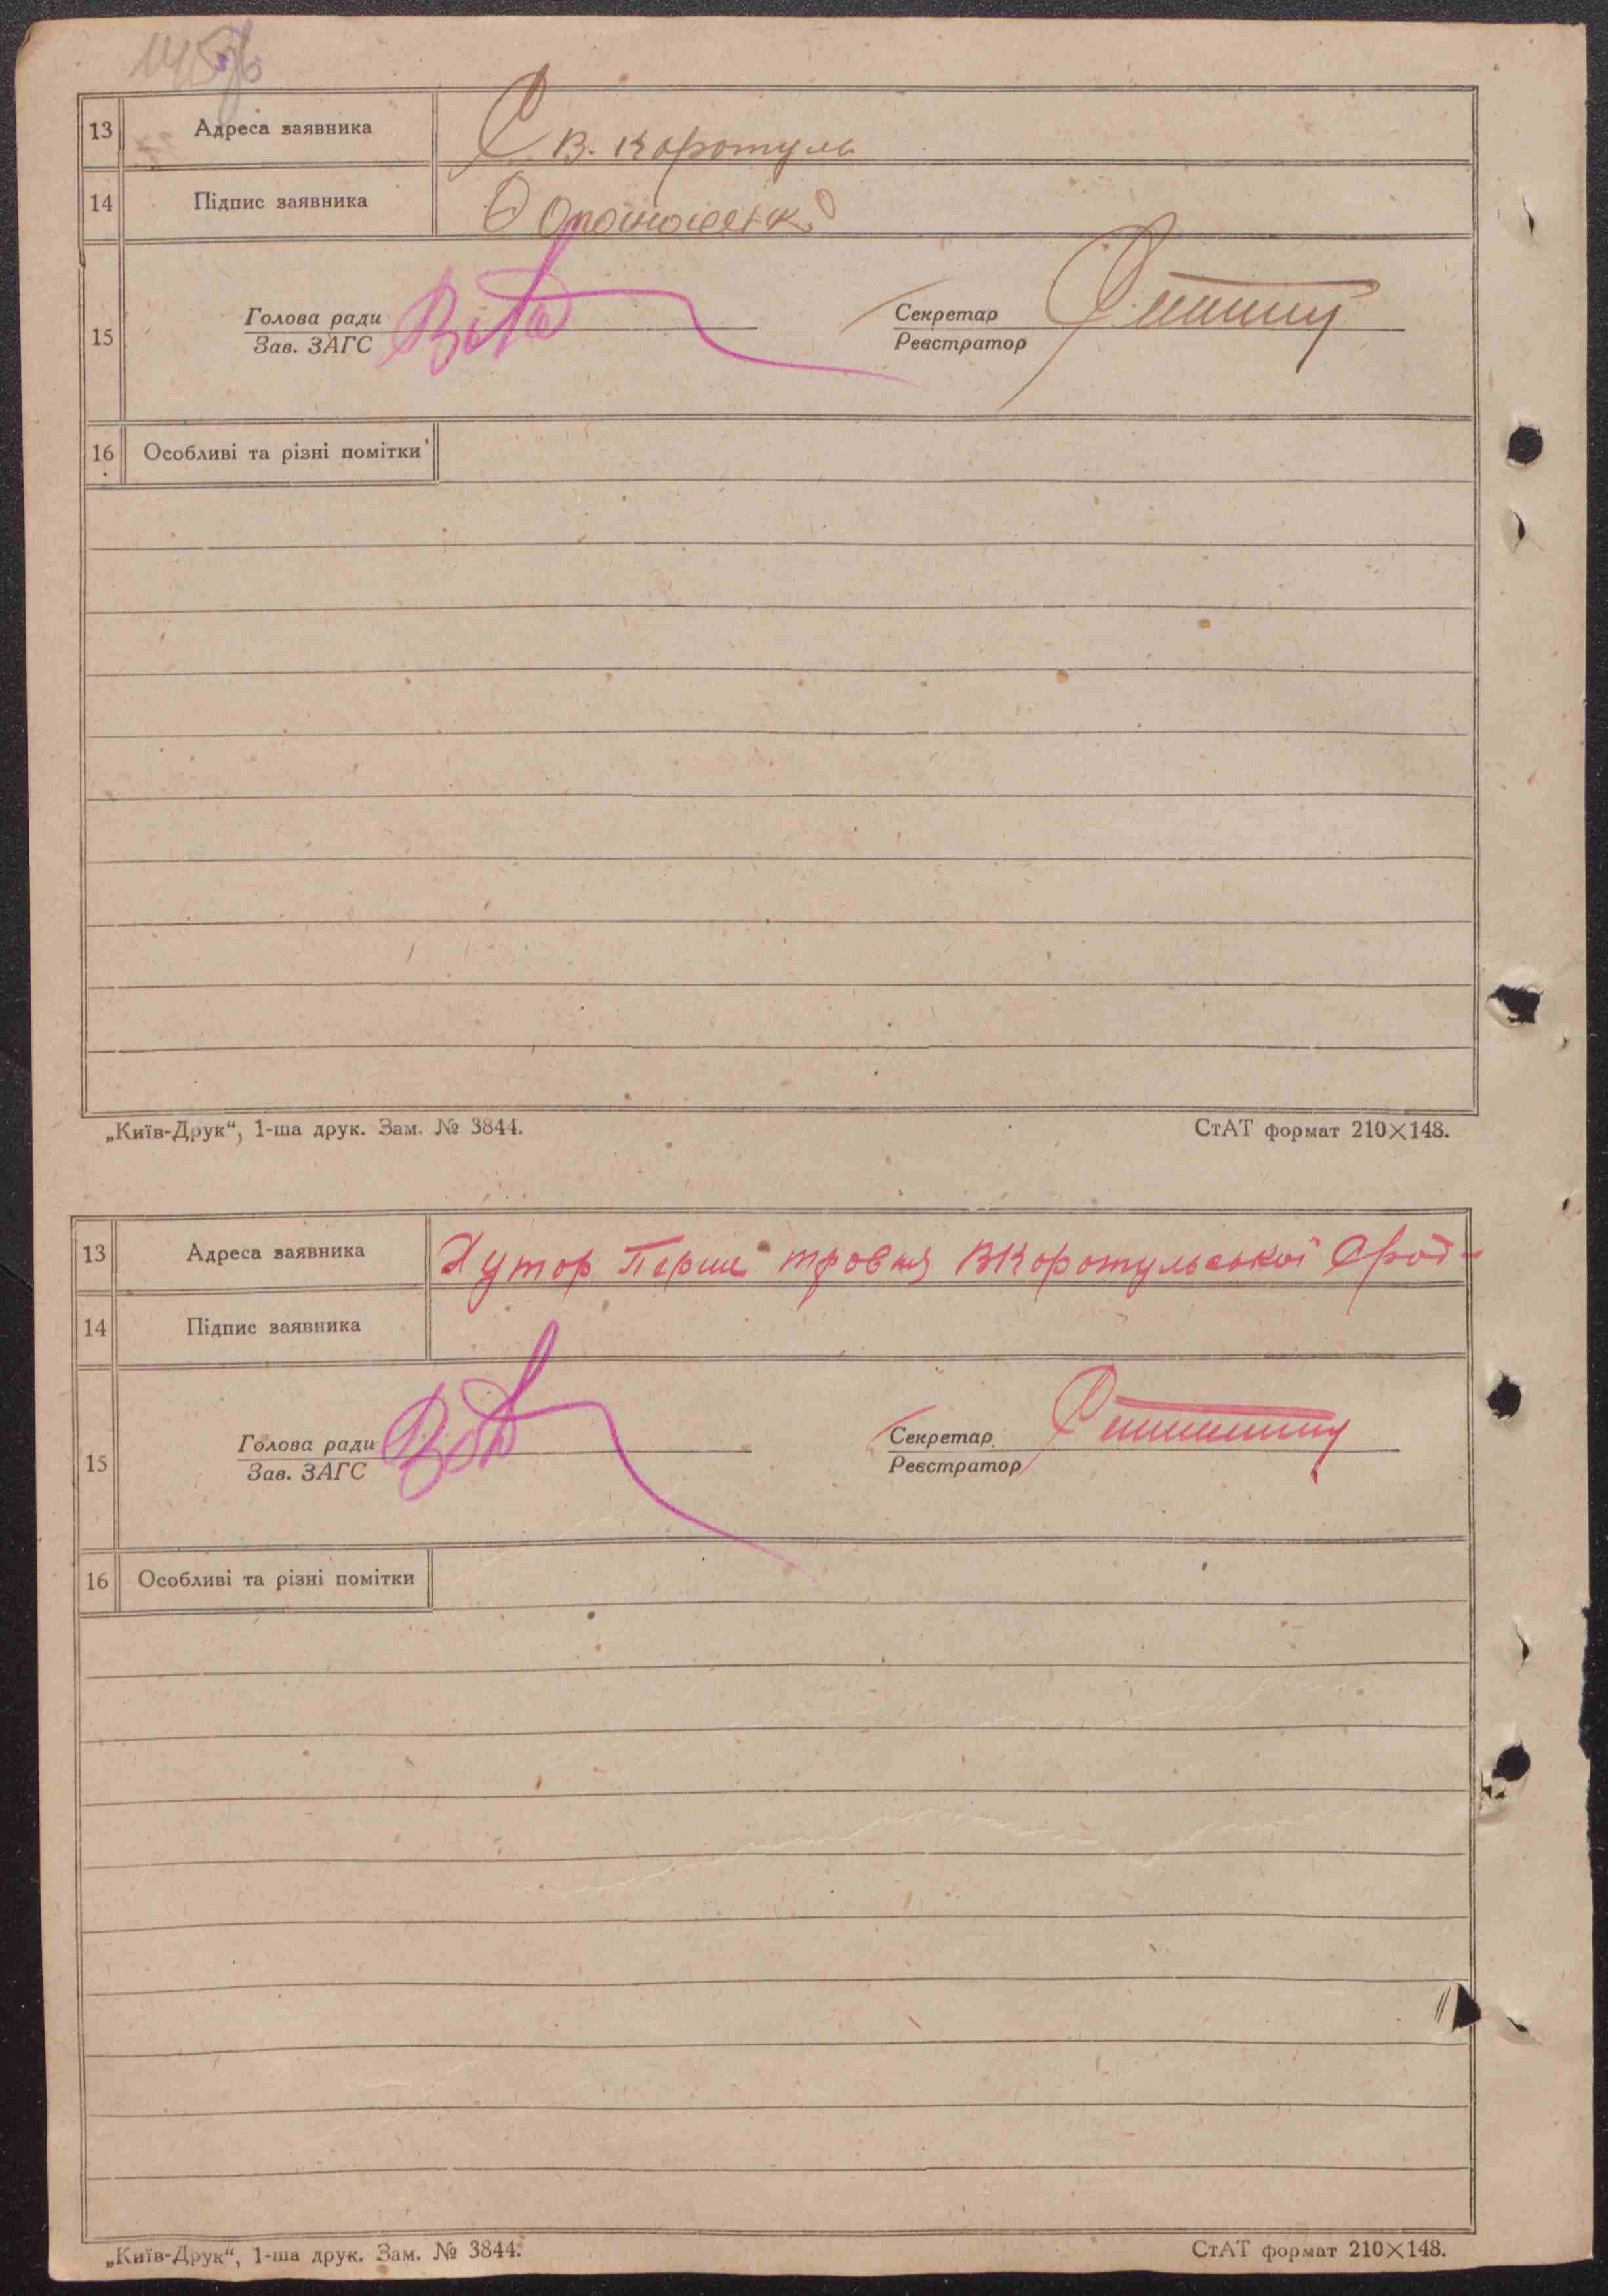 13 Адреса заявника С В. Коротуль
14 Підпис заявника
15 Голова ради Секретар
Зав. ЗАГС Реєстратор
16 Особливі та різні помітки
„Київ-Друк“, 1-ша друк. Зам. № 3844. СтАТ формат 210×148.
13 Адреса заявника Хутор Перше травня ВКоротульської
14 Підпис заявника
15 Голова ради Секретар
Зав. ЗАГС Реєстратор
16 Особливі та різні помітки
„Київ-Друк“, 1-ша друк. Зам. № 3844. СтАТ формат 210×148.